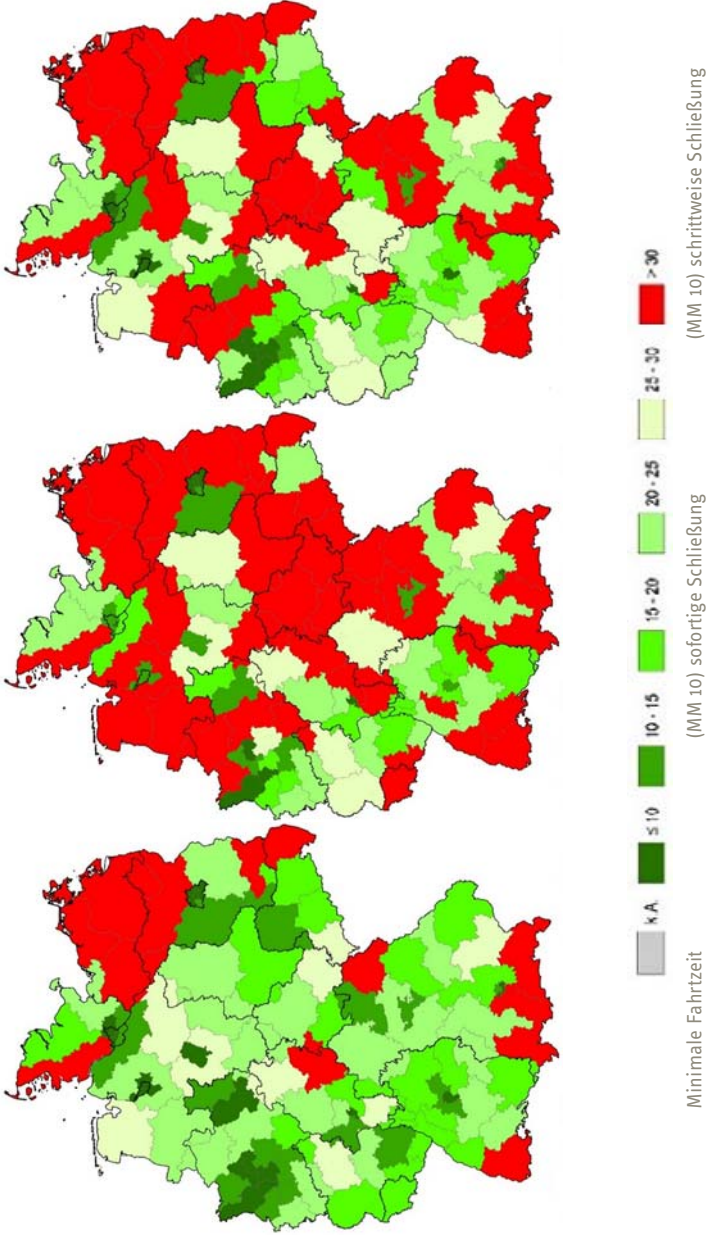 k.A.
≤ 10
10 - 15
15 - 20
20 - 25
25 - 30
> 30
Minimale Fahrtzeit
(MM 10) sofortige Schließung
(MM 10) schrittweise Schließung